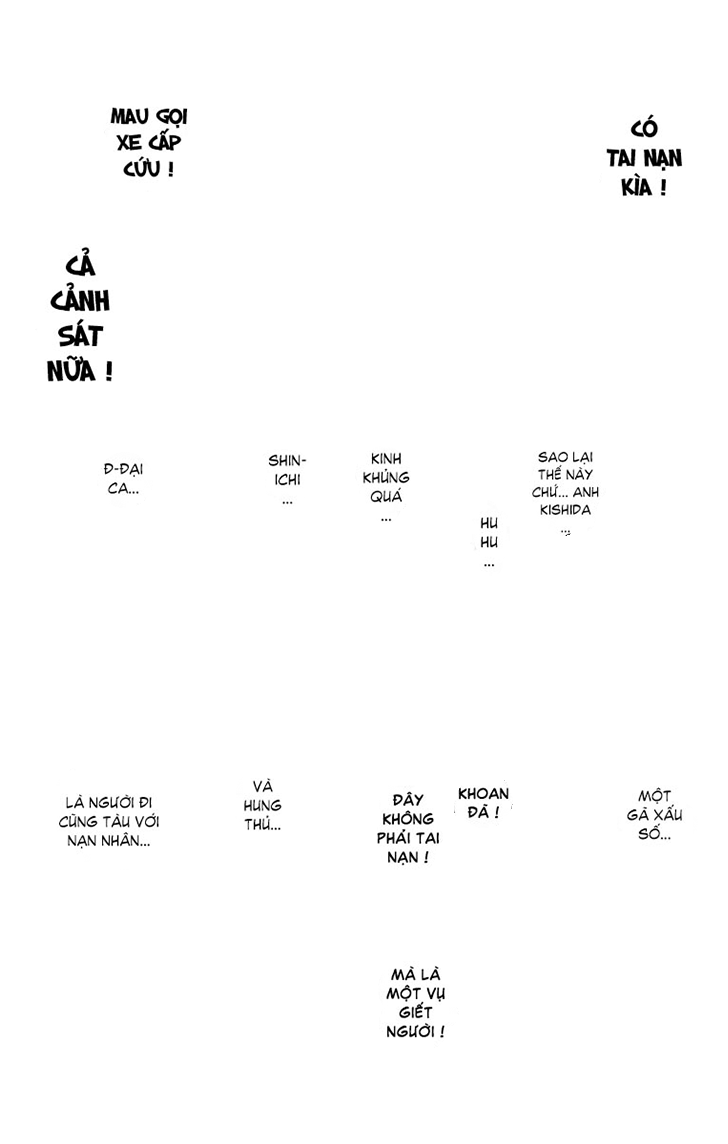 CÓ
TAI NẠN
KÌA !
MAU GỌI
XE CẤP
CỨU !
CẢ
CẢNH
SÁT
NỮA !
SAO LẠI
THẾ NÀY
CHỨ... ANH
KISHIDA
...
HU
HU
...
KINH
KHỦNG
QUÁ
...
SHIN-
ICHI
...
Đ-ĐẠI
CA...
MỘT
GÃ XẤU
SỐ...
KHOAN
ĐÃ !
ĐÂY
KHÔNG
PHẢI TAI
NẠN !
MÀ LÀ
MỘT VỤ
GIẾT
NGƯỜI !
VÀ
HUNG
THỦ...
LÀ NGƯỜI ĐI
CÙNG TÀU VỚI
NẠN NHÂN...